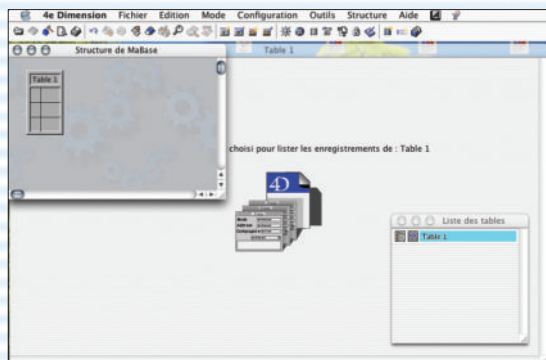 4e Dimension Fichier Edition Mode Configuration Outils Structure Aide
Structure de MaBase
Table 1
Table 1
choisi pour lister les enregistrements de : Table 1
4D
Liste des tables
Table 1